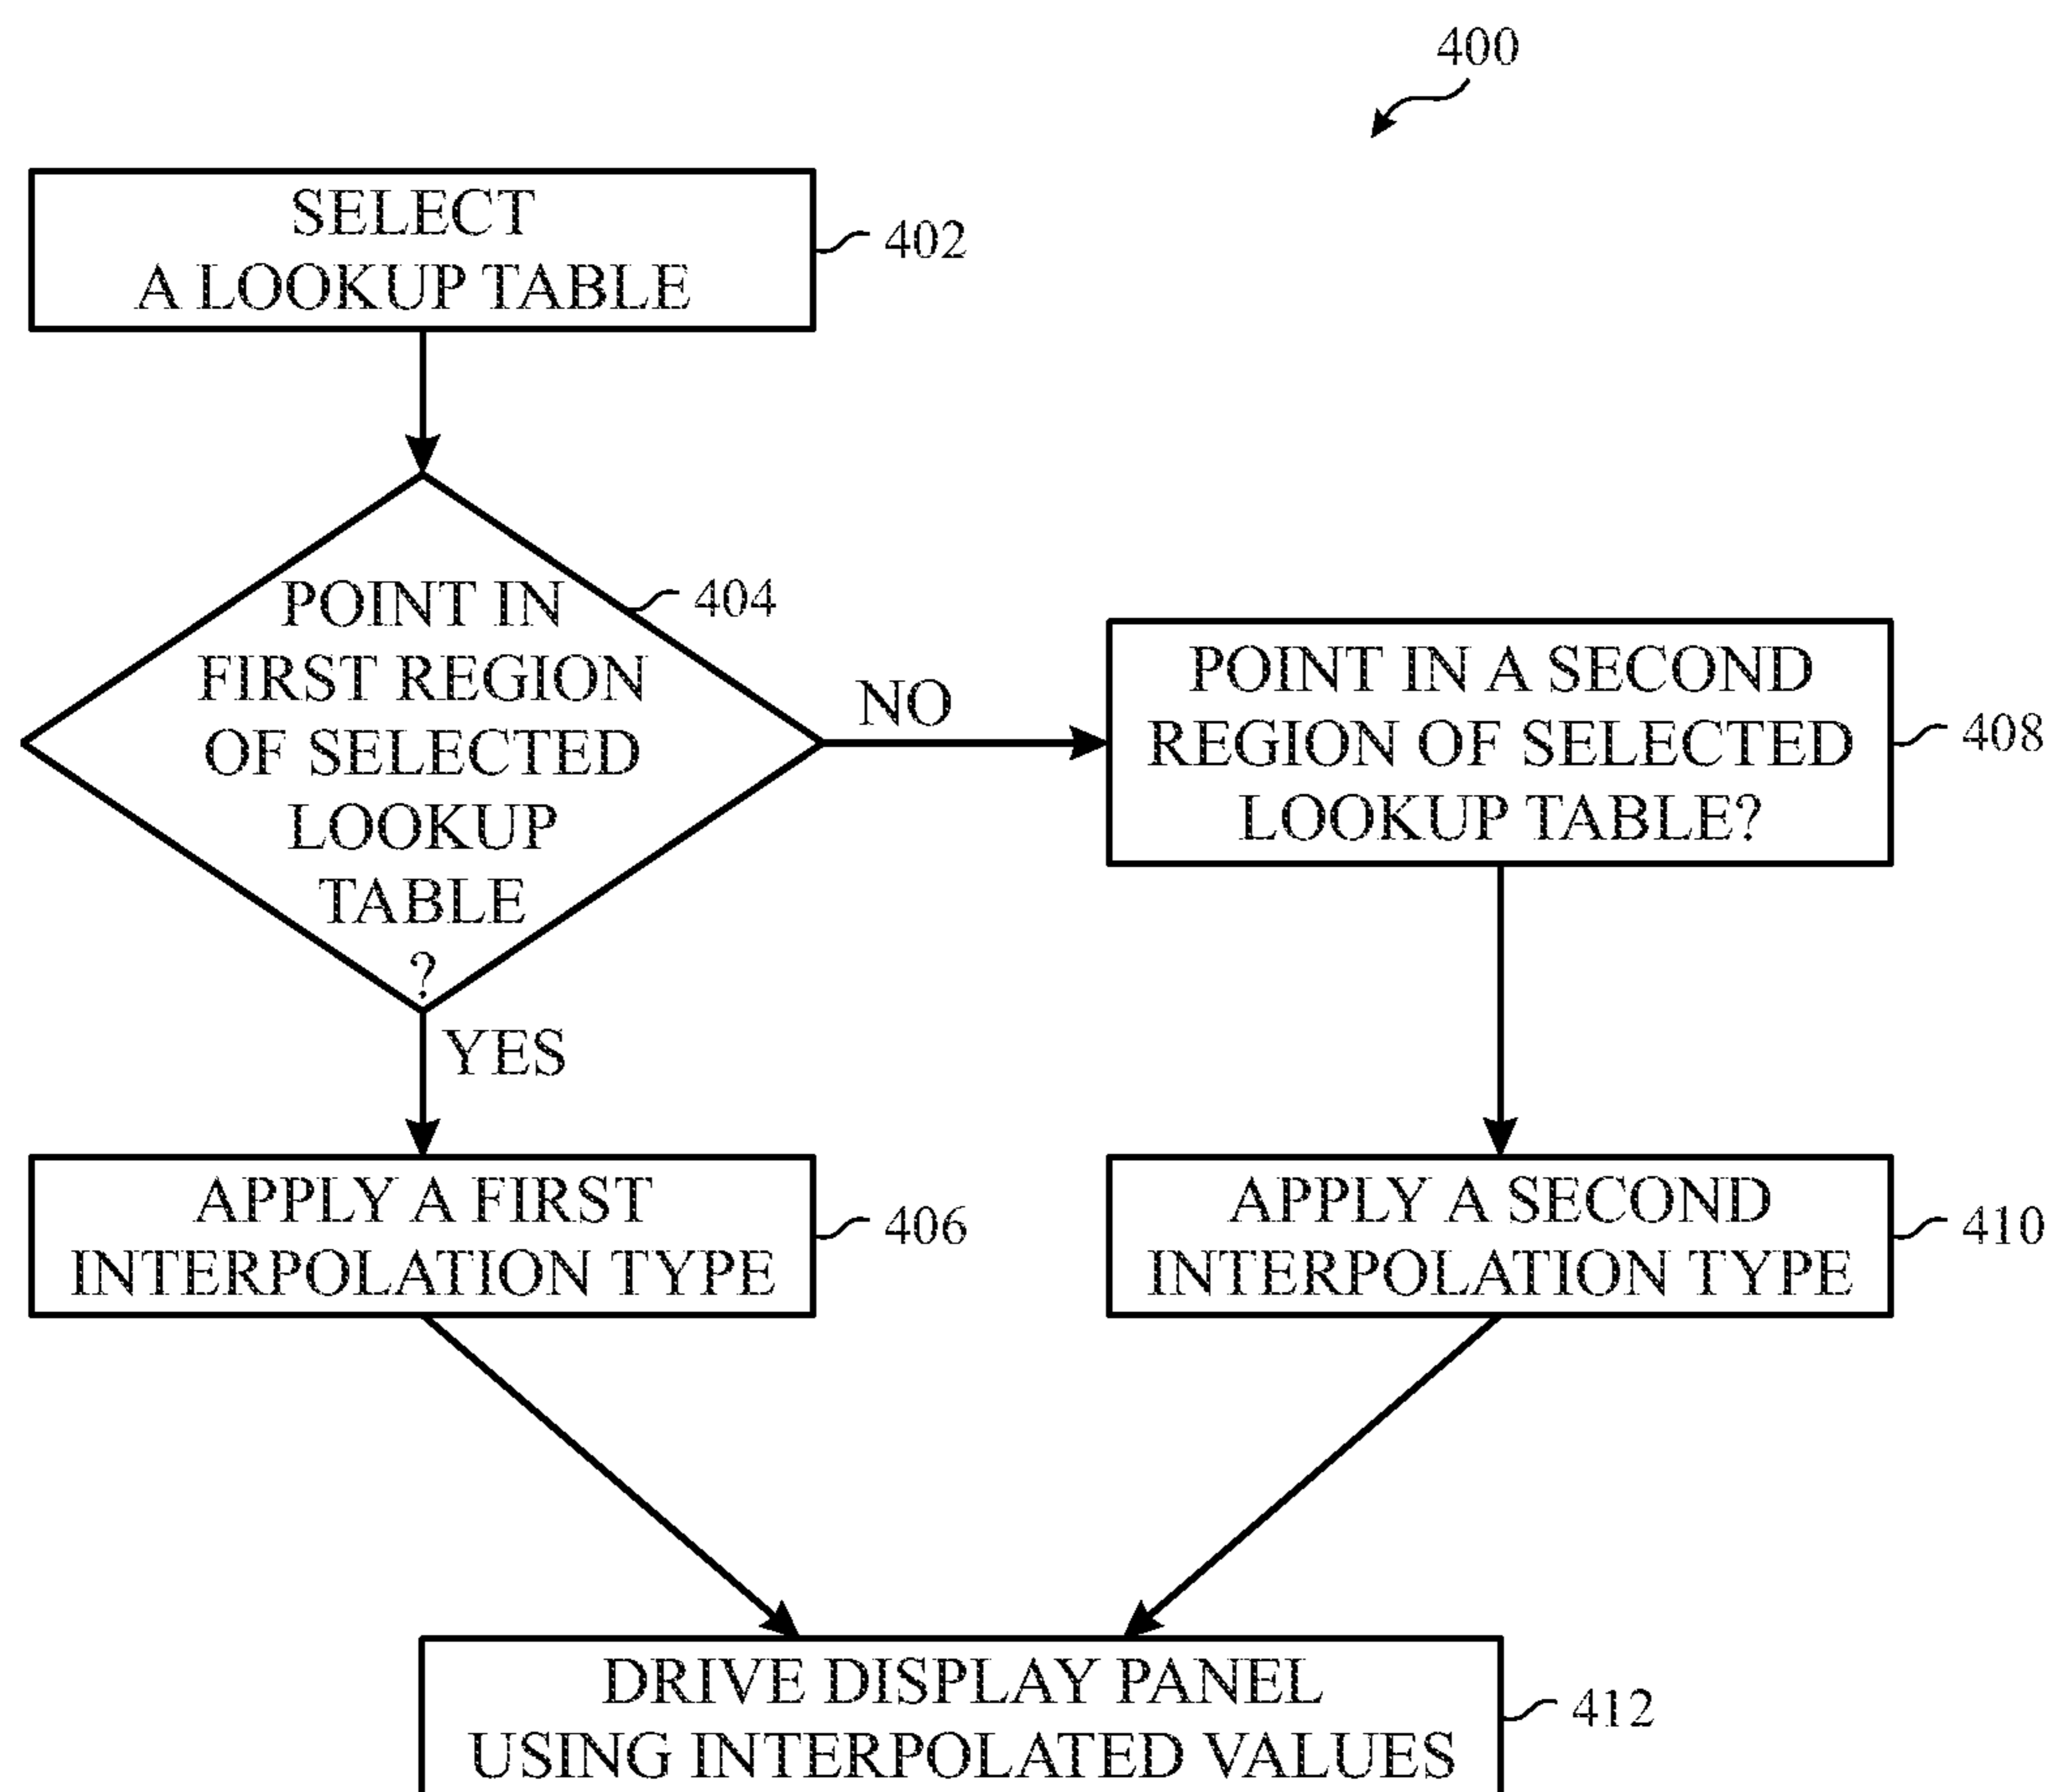 400
SELECT
A LOOKUP TABLE
402
POINT IN
FIRST REGION
OF SELECTED
LOOKUP
TABLE
?
404
NO
POINT IN A SECOND
REGION OF SELECTED
LOOKUP TABLE?
408
YES
APPLY A FIRST
INTERPOLATION TYPE
406
APPLY A SECOND
INTERPOLATION TYPE
410
DRIVE DISPLAY PANEL
USING INTERPOLATED VALUES
412